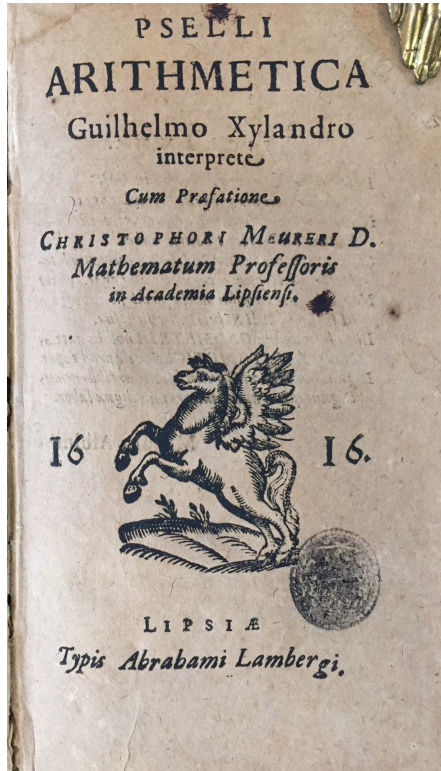 PSELLI
ARITHMETICA
Guilhelmo Xylandro
interprete
Cum Præfatione
CHRISTOPHORI MEURERI D.
Mathematum Professoris
in Academia Lipsiensi.
16 16.
LIPSIÆ
Typis Abrahami Lambergi.